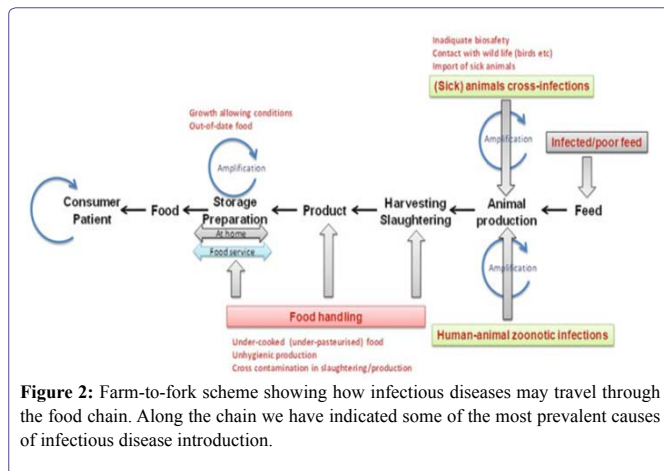 Inadiquate biosafety
Contact with wild life (birds etc)
Import of sick animals
(Sick) animals cross-infections
Growth allowing conditions
Out-of-date food
Amplification
Amplification
Infected/poor feed
Consumer
Patient
Food
Storage
Preparation
Product
Harvesting
Slaughtering
Animal
production
Feed
At home
Food service
Amplification
Food handling
Human-animal zoonotic infections
Under-cooked (under-pasteurised) food
Unhygienic production
Cross contamination in slaughtering/production
Figure 2: Farm-to-fork scheme showing how infectious diseases may travel through
the food chain. Along the chain we have indicated some of the most prevalent causes
of infectious disease introduction.